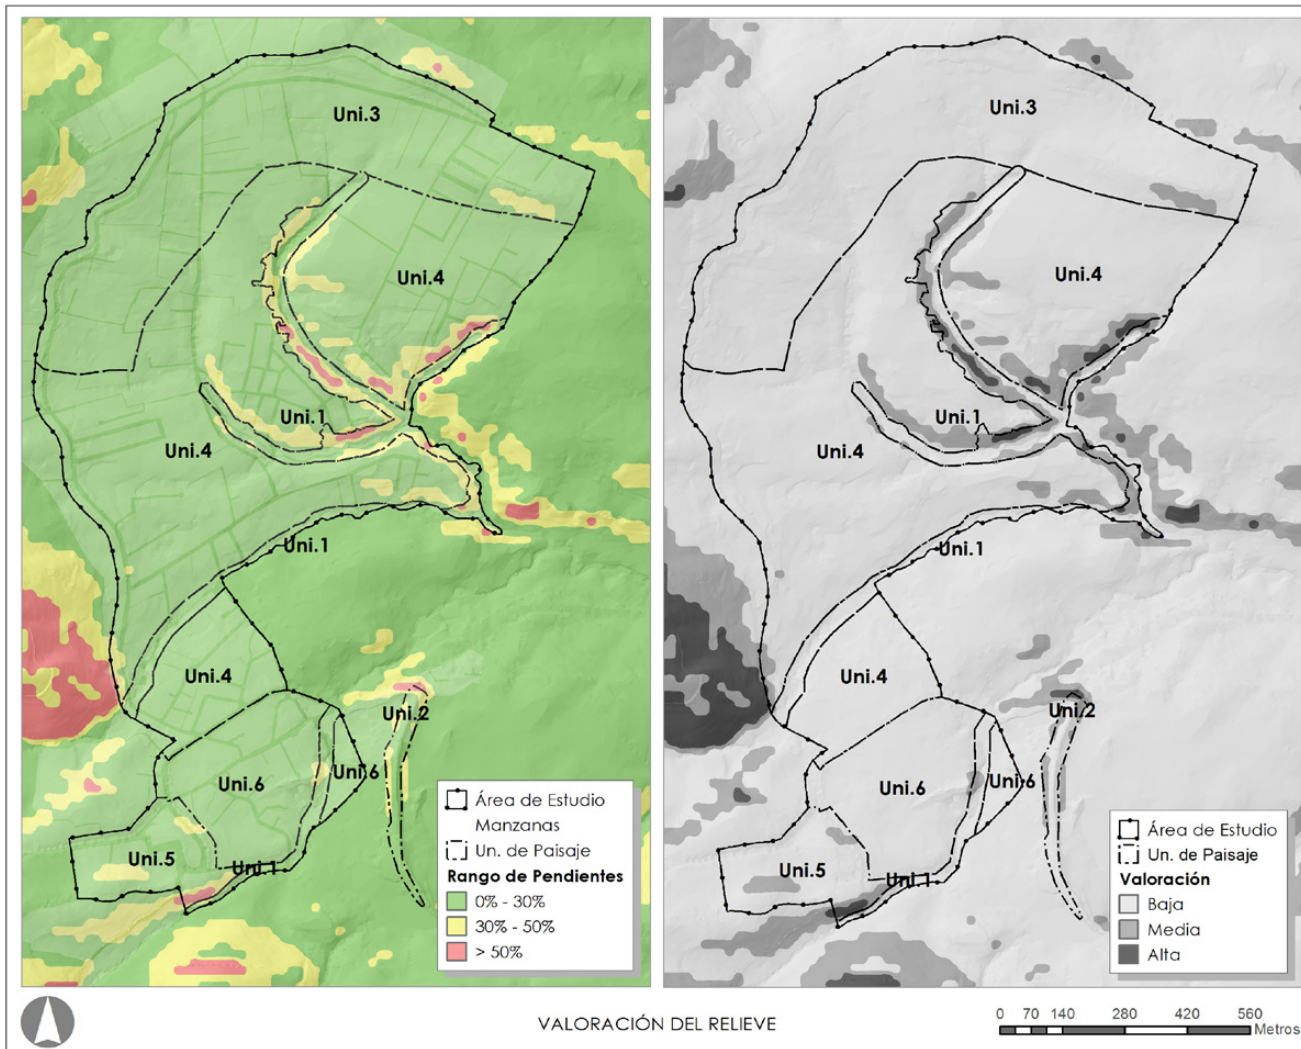 Uni.3
Uni.4
Uni.1
Uni.4
Uni.1
Uni.4
Uni.2
Uni.6
Uni.6
Uni.5
Uni.1
Área de Estudio
Manzanas
Un. de Paisaje
Rango de Pendientes
0% - 30%
30% - 50%
> 50%
Uni.3
Uni.4
Uni.1
Uni.4
Uni.1
Uni.4
Uni.2
Uni.6
Uni.6
Uni.5
Uni.1
Área de Estudio
Un. de Paisaje
Valoración
Baja
Media
Alta
VALORACIÓN DEL RELIEVE
0 70 140 280 420 560
Metros